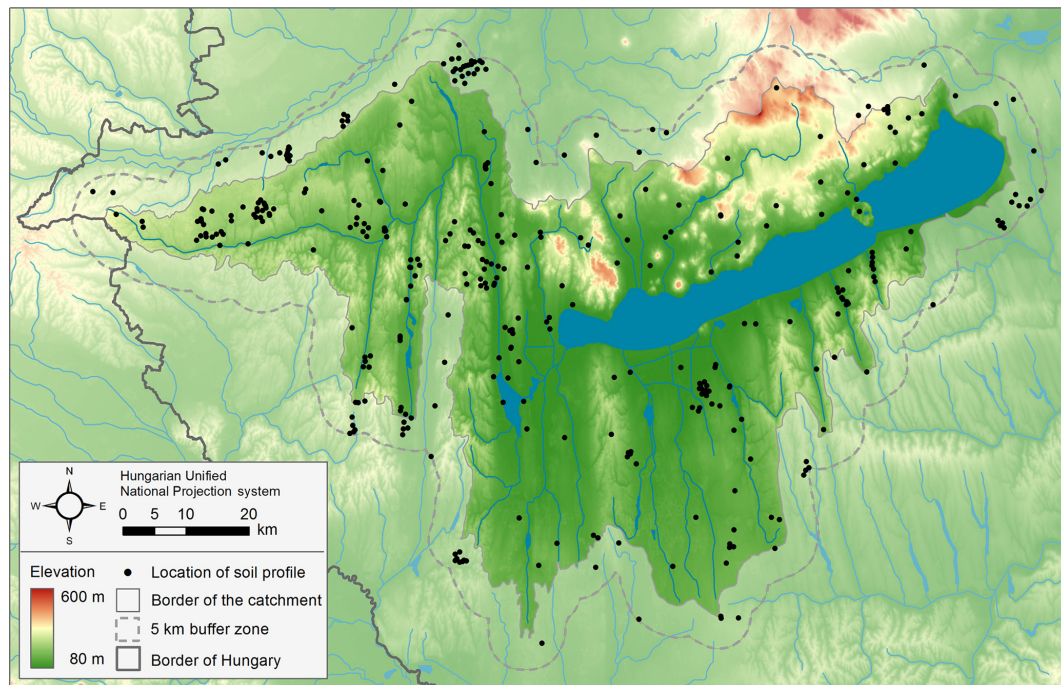 N
W
E
S
Hungarian Unified
National Projection system
0 5 10 20
km
Elevation
600 m
80 m
Location of soil profile
Border of the catchment
5 km buffer zone
Border of Hungary